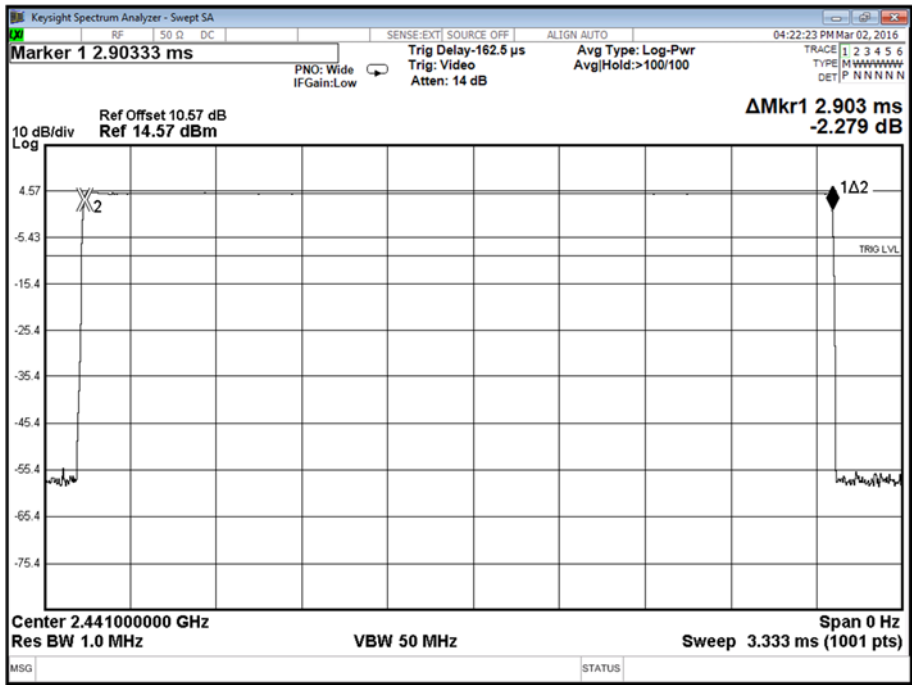 Keysight Spectrum Analyzer - Swept SA
LXI RF 50 Ω DC SENSE:EXT SOURCE OFF ALIGN AUTO 04:22:23 PM Mar 02, 2016
Marker 1 2.90333 ms
PNO: Wide
IFGain:Low
Trig Delay-162.5 µs
Trig: Video
Atten: 14 dB
Avg Type: Log-Pwr
Avg|Hold:>100/100
TRACE 1 2 3 4 5 6
TYPE M WWWWW
DET P N N N N N
ΔMkr1 2.903 ms
-2.279 dB
Ref Offset 10.57 dB
10 dB/div Ref 14.57 dBm
Log
4.57
2
1Δ2
-5.43
TRIG LVL
-15.4
-25.4
-35.4
-45.4
-55.4
-65.4
-75.4
Center 2.441000000 GHz Span 0 Hz
Res BW 1.0 MHz VBW 50 MHz Sweep 3.333 ms (1001 pts)
MSG STATUS